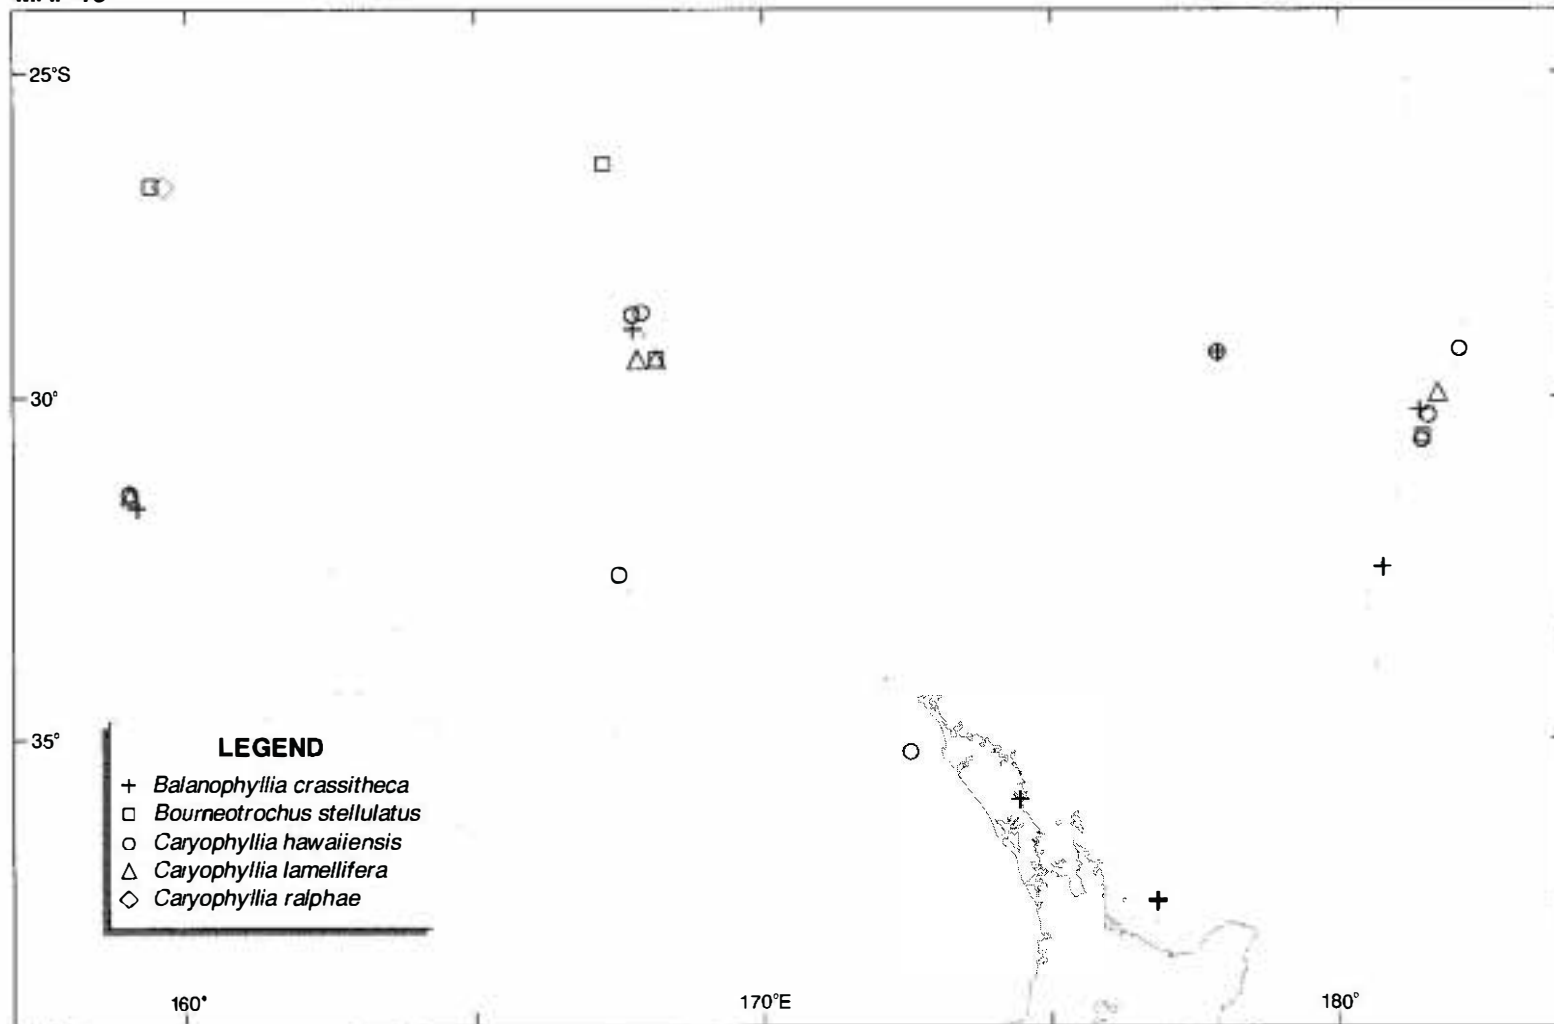 25°S
30°
35°
LEGEND
Balanophyllia crassitheca
Bourneotrochus stellulatus
Caryophyllia hawaiiensis
Caryophyllia lamellifera
Caryophyllia ralphae
160°
170°E
180°